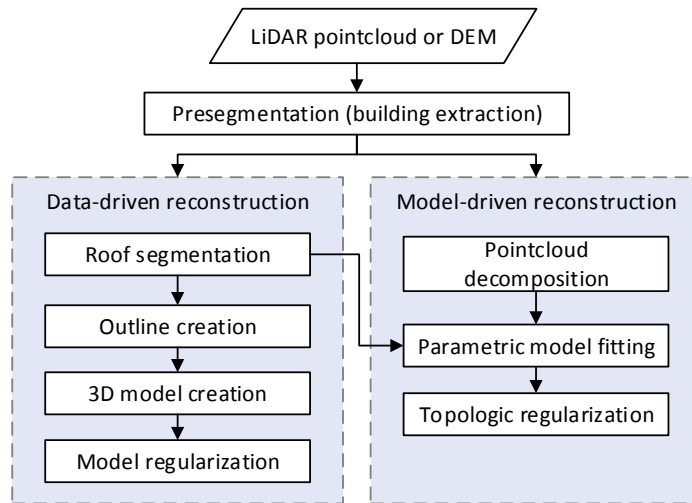 LiDAR pointcloud or DEM
Presegmentation (building extraction)
Data-driven reconstruction
Roof segmentation
Outline creation
3D model creation
Model regularization
Model-driven reconstruction
Pointcloud
decomposition
Parametric model fitting
Topologic regularization